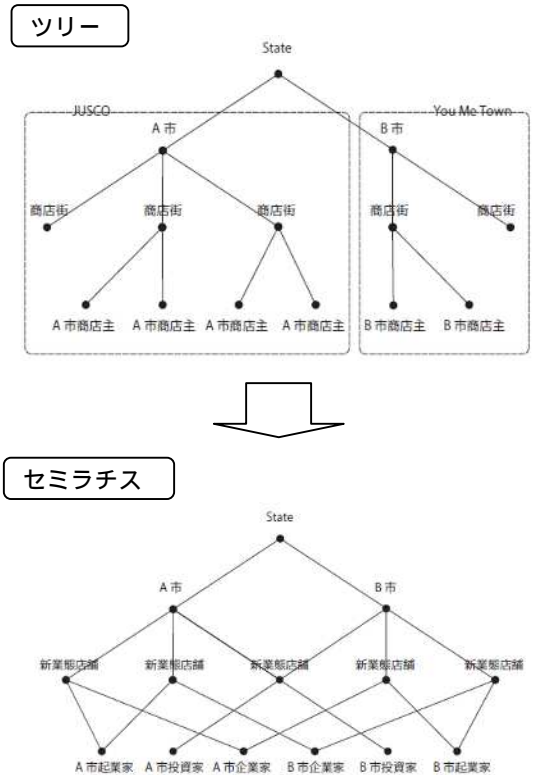 ツリー
State
JUSCO You Me Town
A 市 B 市
商店街 商店街 商店街 商店街 商店街
A 市商店主 A 市商店主 A 市商店主 A 市商店主 B 市商店主 B 市商店主
セミラチス
State
A 市 B 市
新業態店舗 新業態店舗 新業態店舗 新業態店舗 新業態店舗
A 市起業家 A 市投資家 A 市企業家 B 市企業家 B 市投資家 B 市起業家